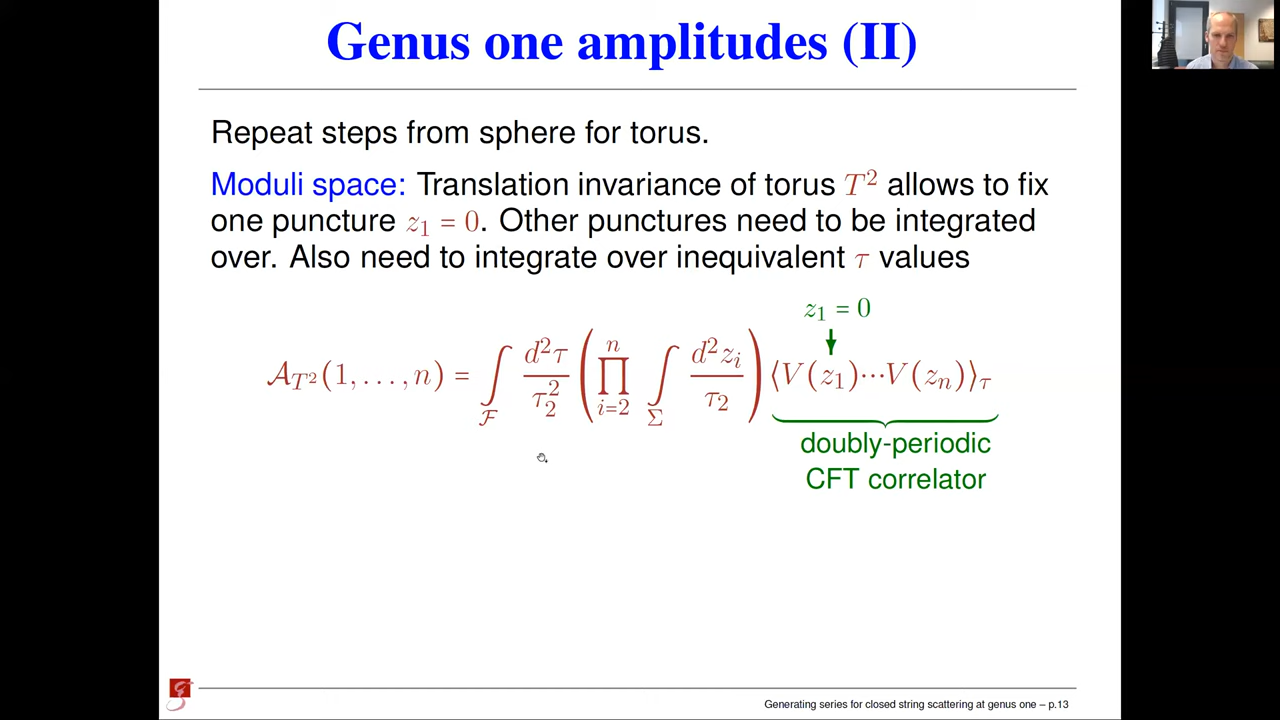 Genus one amplitudes (II)
Repeat steps from sphere for torus.
Moduli space: Translation invariance of torus T² allows to fix
one puncture z₁ = 0. Other punctures need to be integrated
over. Also need to integrate over inequivalent τ values
z₁ = 0
𝒜_{T²}(1, …, n) = ∫_ℱ d²τ/τ₂² (∏_{i=2}^{n} ∫_Σ d²z_i/τ₂) ⟨V(z₁)⋯V(z_n)⟩_τ
doubly-periodic
CFT correlator
Generating series for closed string scattering at genus one – p.13